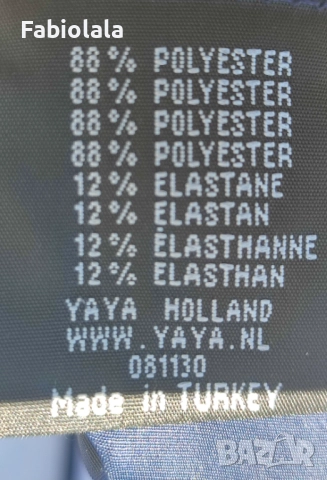 Fabiolala
88% POLYESTER
88% POLYESTER
88% POLYESTER
88% POLYESTER
12% ELASTANE
12% ELASTAN
12% ELASTHANNE
12% ELASTHAN
YAYA HOLLAND
WWW.YAYA.NL
081130
Made in TURKEY
BAZAR